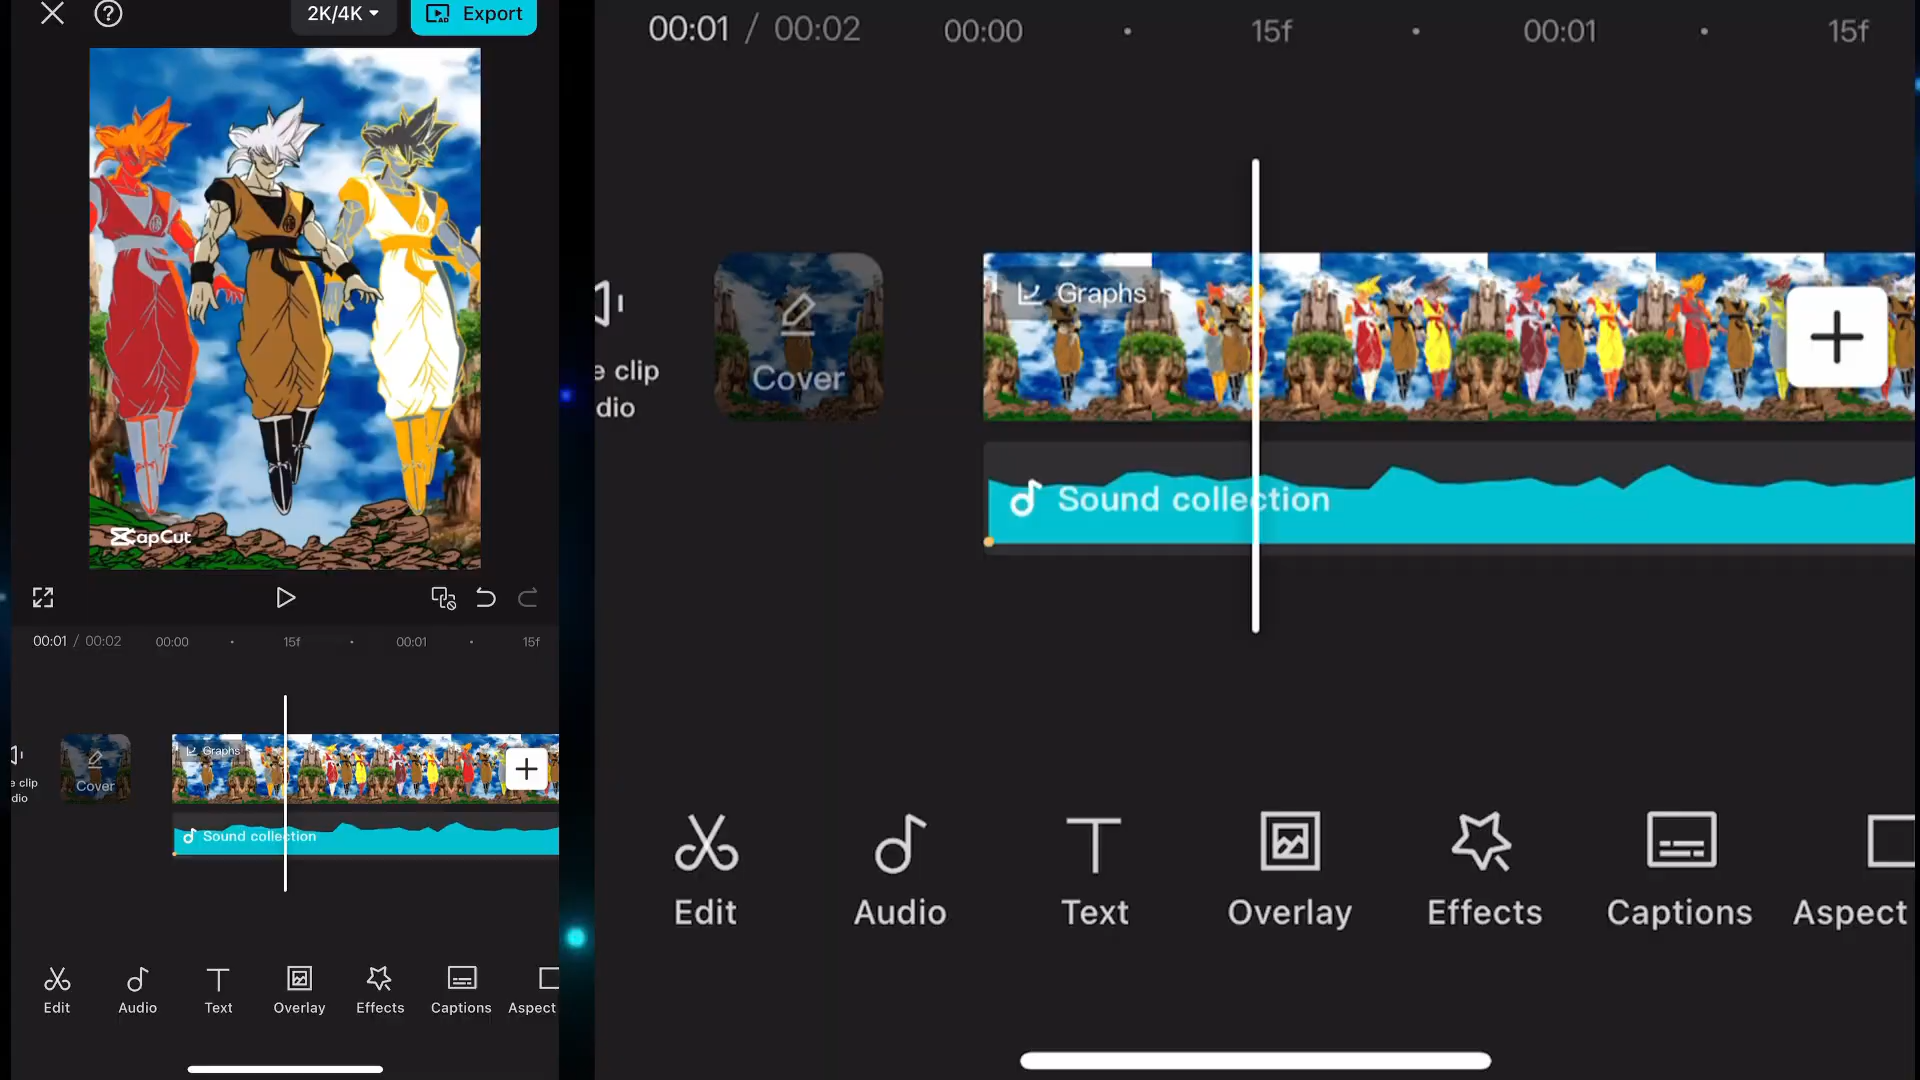 2K/4K
Export
CapCut
00:01 / 00:02
00:00
15f
00:01
15f
e clip
dio
Cover
Graphs
Sound collection
Edit
Audio
Text
Overlay
Effects
Captions
Aspect
00:01 / 00:02
00:00
15f
00:01
15f
e clip
dio
Cover
Graphs
Sound collection
Edit
Audio
Text
Overlay
Effects
Captions
Aspect